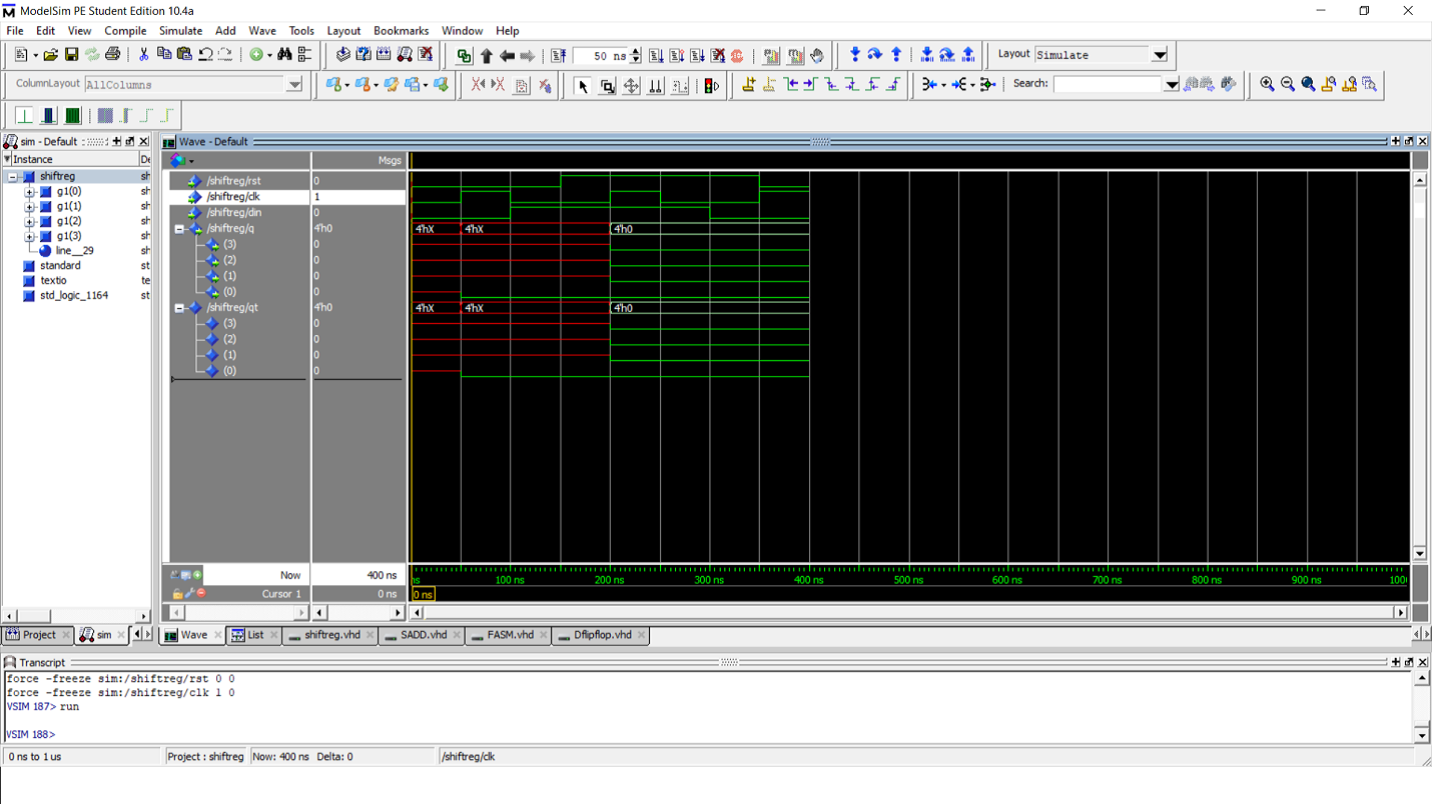 ModelSim PE Student Edition 10.4a
File Edit View Compile Simulate Add Wave Tools Layout Bookmarks Window Help
50 ns
Layout Simulate
ColumnLayout AllColumns
Search:
sim - Default
Wave - Default
Instance
Msgs
shiftreg sh
g1(0) sh
g1(1) sh
g1(2) sh
g1(3) sh
line__29 sh
standard st
textio te
std_logic_1164 st
/shiftreg/rst 0
/shiftreg/clk 1
/shiftreg/din 0
/shiftreg/q 4'h0 4'hX 4'hX 4'h0
(3) 0
(2) 0
(1) 0
(0) 0
/shiftreg/qt 4'h0 4'hX 4'hX 4'h0
(3) 0
(2) 0
(1) 0
(0) 0
Now 400 ns
ns 100 ns 200 ns 300 ns 400 ns 500 ns 600 ns 700 ns 800 ns 900 ns 100
Cursor 1 0 ns
0 ns
Project sim
Wave List shiftreg.vhd SADD.vhd FASM.vhd Dflipflop.vhd
Transcript
force -freeze sim:/shiftreg/rst 0 0
force -freeze sim:/shiftreg/clk 1 0
VSIM 187> run
VSIM 188>
0 ns to 1 us Project : shiftreg Now: 400 ns Delta: 0 /shiftreg/clk